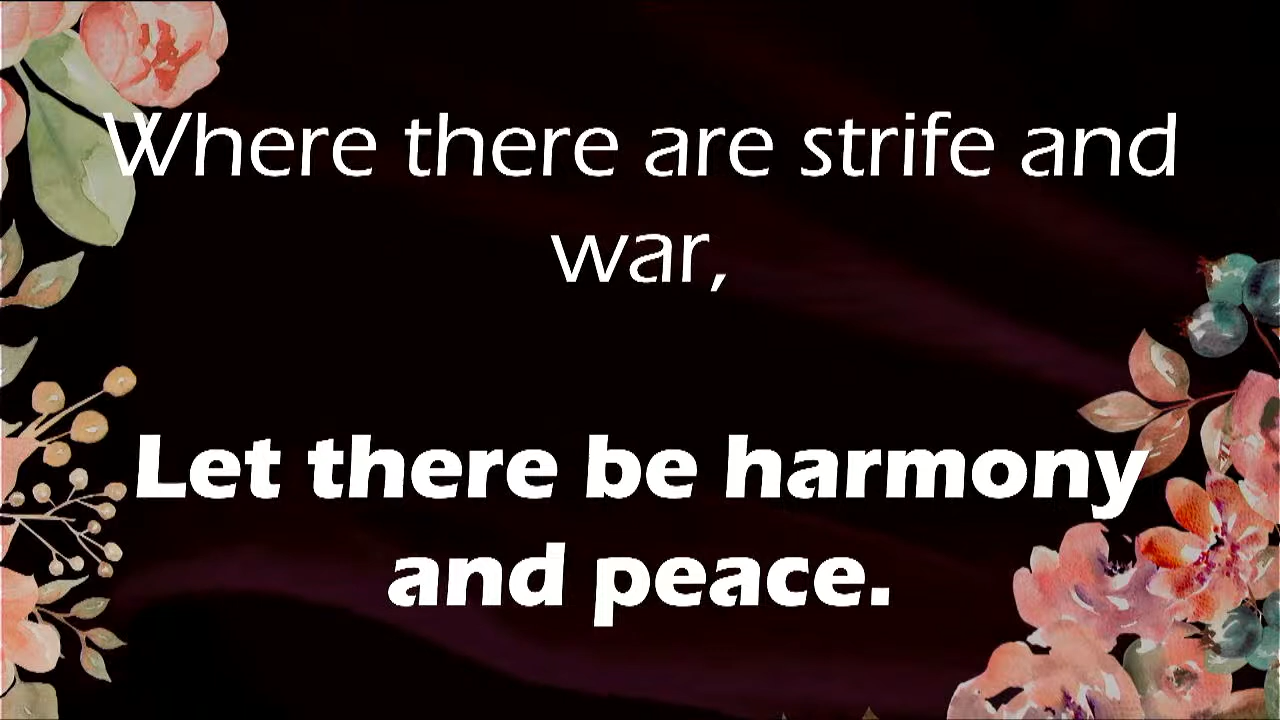 Where there are strife and
war,
Let there be harmony
and peace.